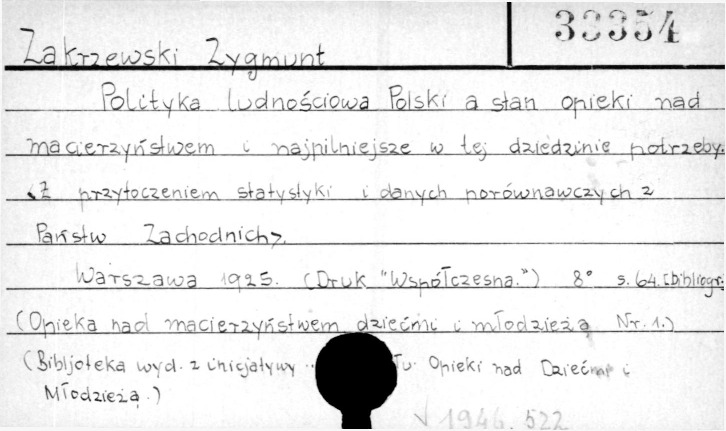 33354
Zakrzewski Zygmunt
Polityka ludnościowa Polski a stan opieki nad
macierzyństwem i najpilniejsze w tej dziedzinie potrzeby.
<Z przytoczeniem statystyki i danych porównawczych z
Państw Zachodnich>.
Warszawa 1925. (Druk "Współczesna.") 8° s. 64. [bibliogr.]
(Opieka nad macierzyństwem, dziećmi i młodzieżą Nr. 1.)
(Bibljoteka wyd. z inicjatywy Opieki nad Dziećmi i
Młodzieżą.)
1946. 522